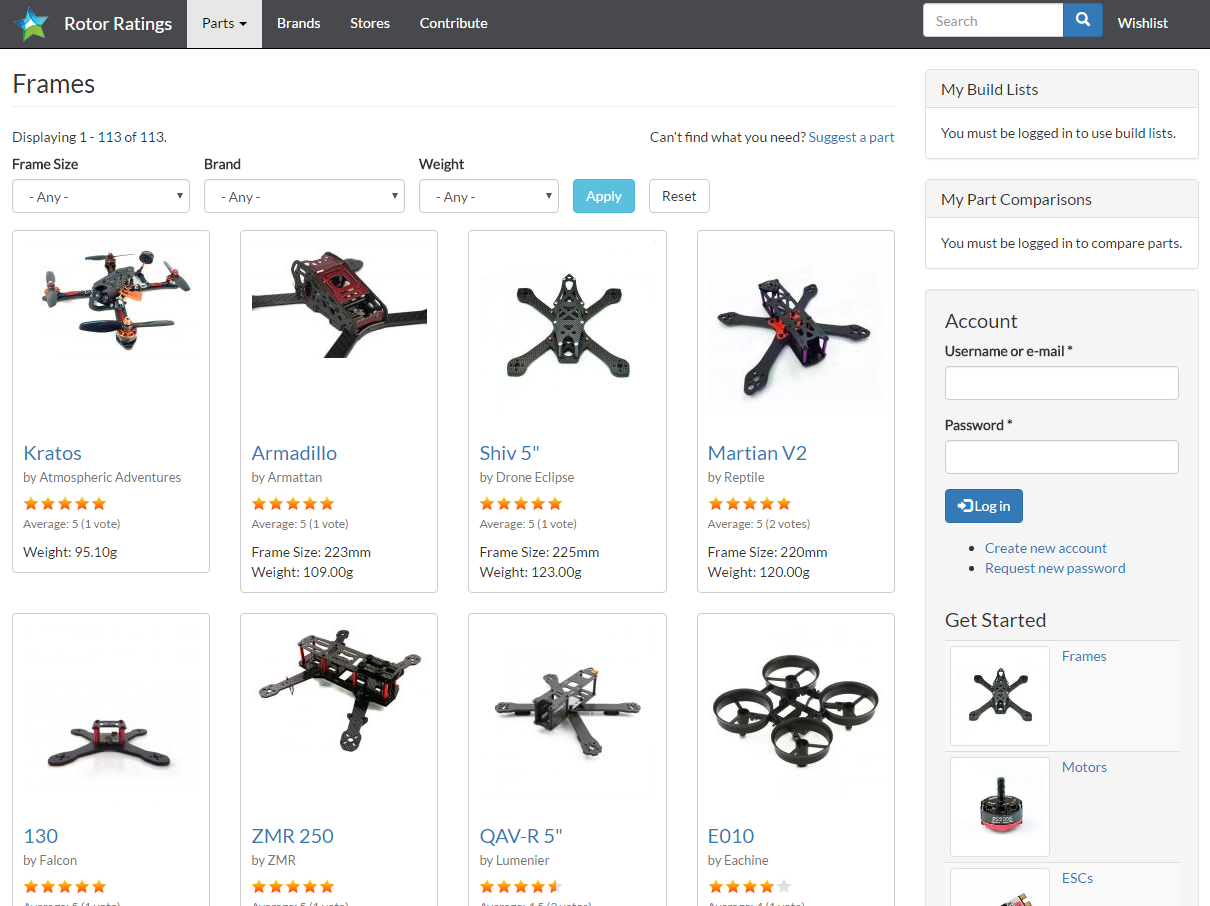 Rotor Ratings
Parts
Brands
Stores
Contribute
Search
Wishlist
Frames
Displaying 1 - 113 of 113.
Can't find what you need? Suggest a part
Frame Size
Brand
Weight
- Any -
- Any -
- Any -
Apply
Reset
Kratos
by Atmospheric Adventures
Average: 5 (1 vote)
Weight: 95.10g
Armadillo
by Armattan
Average: 5 (1 vote)
Frame Size: 223mm
Weight: 109.00g
Shiv 5"
by Drone Eclipse
Average: 5 (1 vote)
Frame Size: 225mm
Weight: 123.00g
Martian V2
by Reptile
Average: 5 (2 votes)
Frame Size: 220mm
Weight: 120.00g
130
by Falcon
ZMR 250
by ZMR
QAV-R 5"
by Lumenier
E010
by Eachine
My Build Lists
You must be logged in to use build lists.
My Part Comparisons
You must be logged in to compare parts.
Account
Username or e-mail *
Password *
Log in
Create new account
Request new password
Get Started
Frames
Motors
ESCs